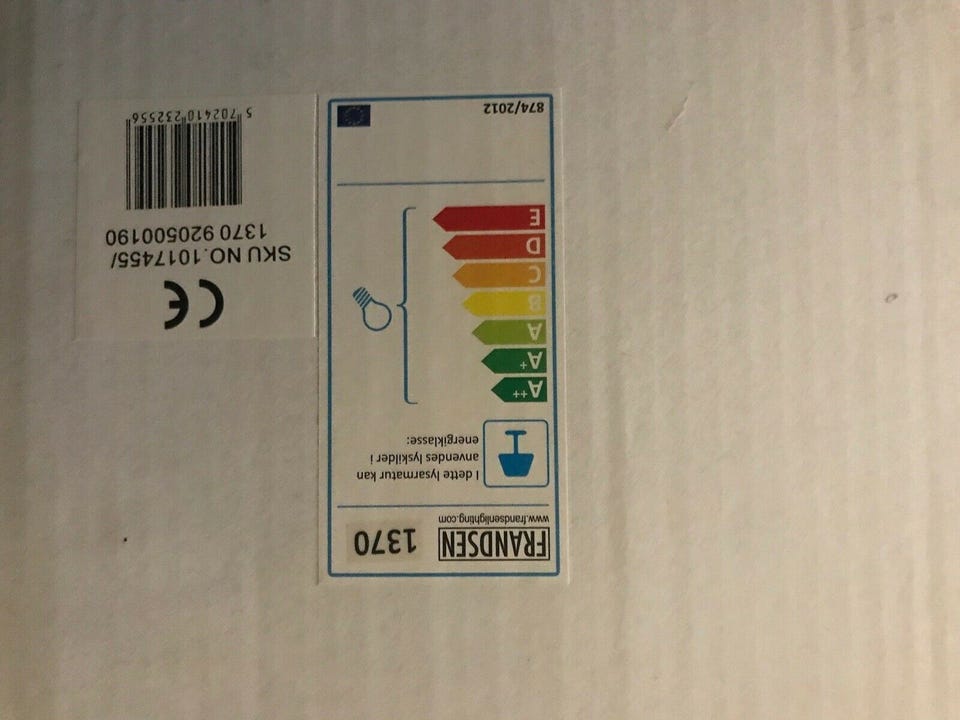 FRANDSEN
1370
www.frandsenlighting.com
I dette lysarmatur kan
anvendes lyskilder i
energiklasse:
A++
A+
A
B
C
D
E
874/2012
CE
SKU NO.1017455/
1370 920500190
5 702410 232556